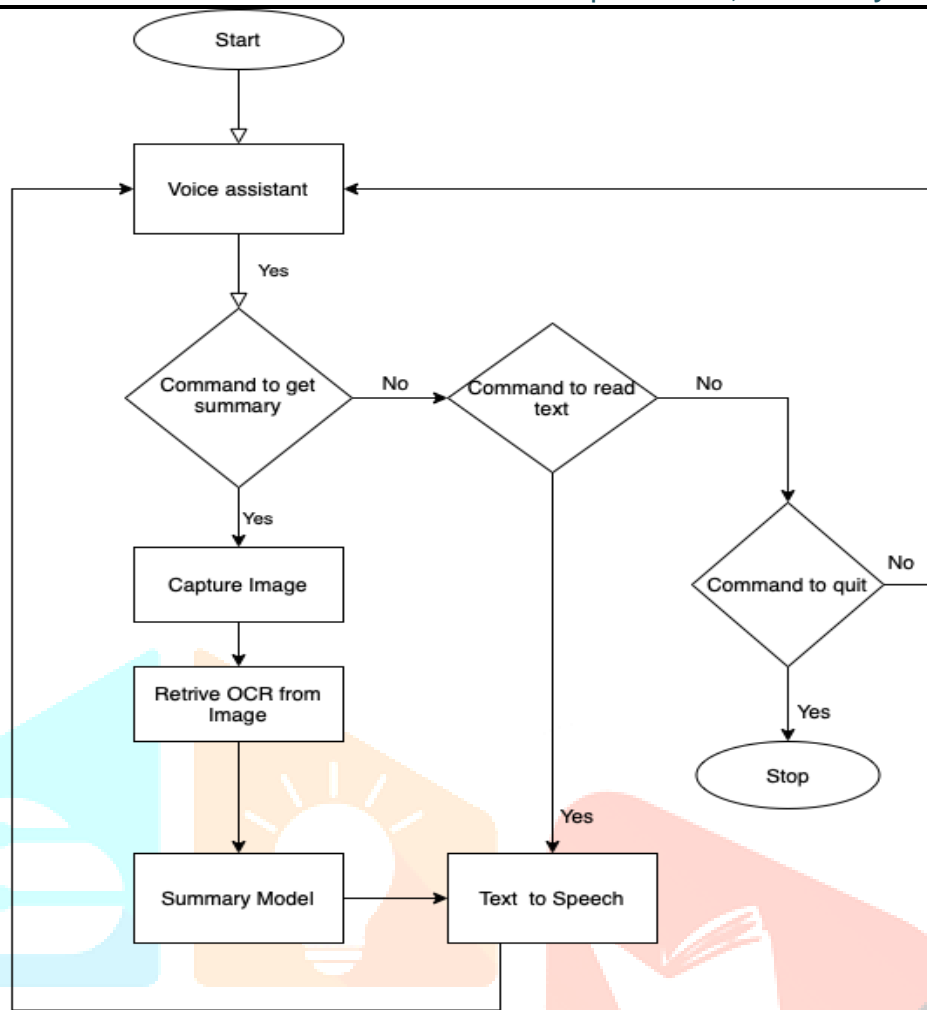 Start
Voice assistant
Yes
Command to get
summary
No
Command to read
text
No
Yes
Capture Image
Command to quit
No
Retrive OCR from
Image
Yes
Stop
Yes
Summary Model
Text to Speech